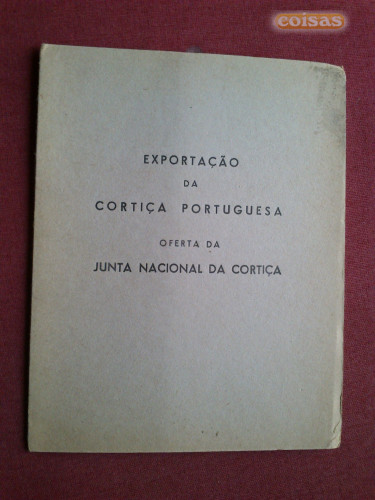 coisas
EXPORTAÇÃO
DA
CORTIÇA PORTUGUESA
OFERTA DA
JUNTA NACIONAL DA CORTIÇA